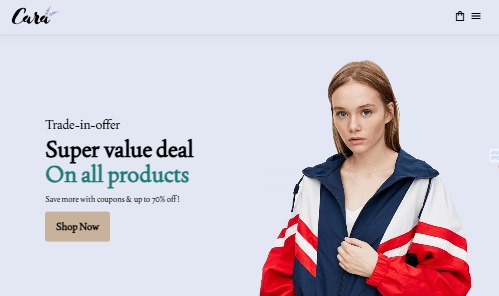 Cara
Trade-in-offer
Super value deal
On all products
Save more with coupons & up to 70% off!
Shop Now